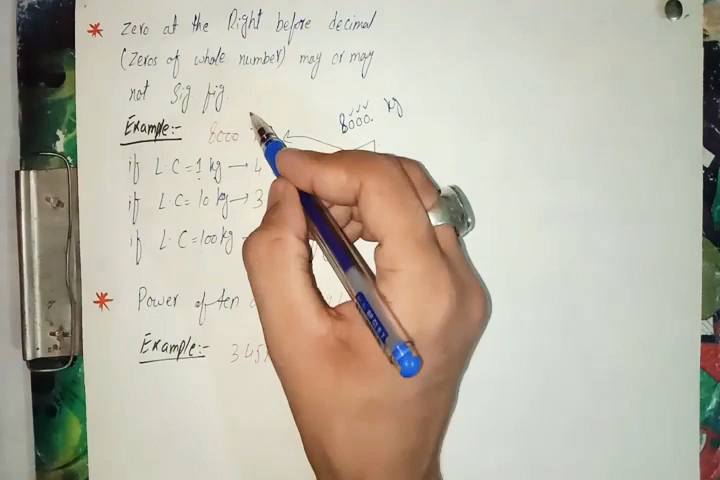 * Zero at the Right before decimal
(Zeros of whole number) may or may
not Sig fig.
Example:- 8000
8000. kg
if L.C = 1 kg → 4
if L.C = 10 kg → 3
if L.C = 100 kg
* Power of ten
Example:- 345